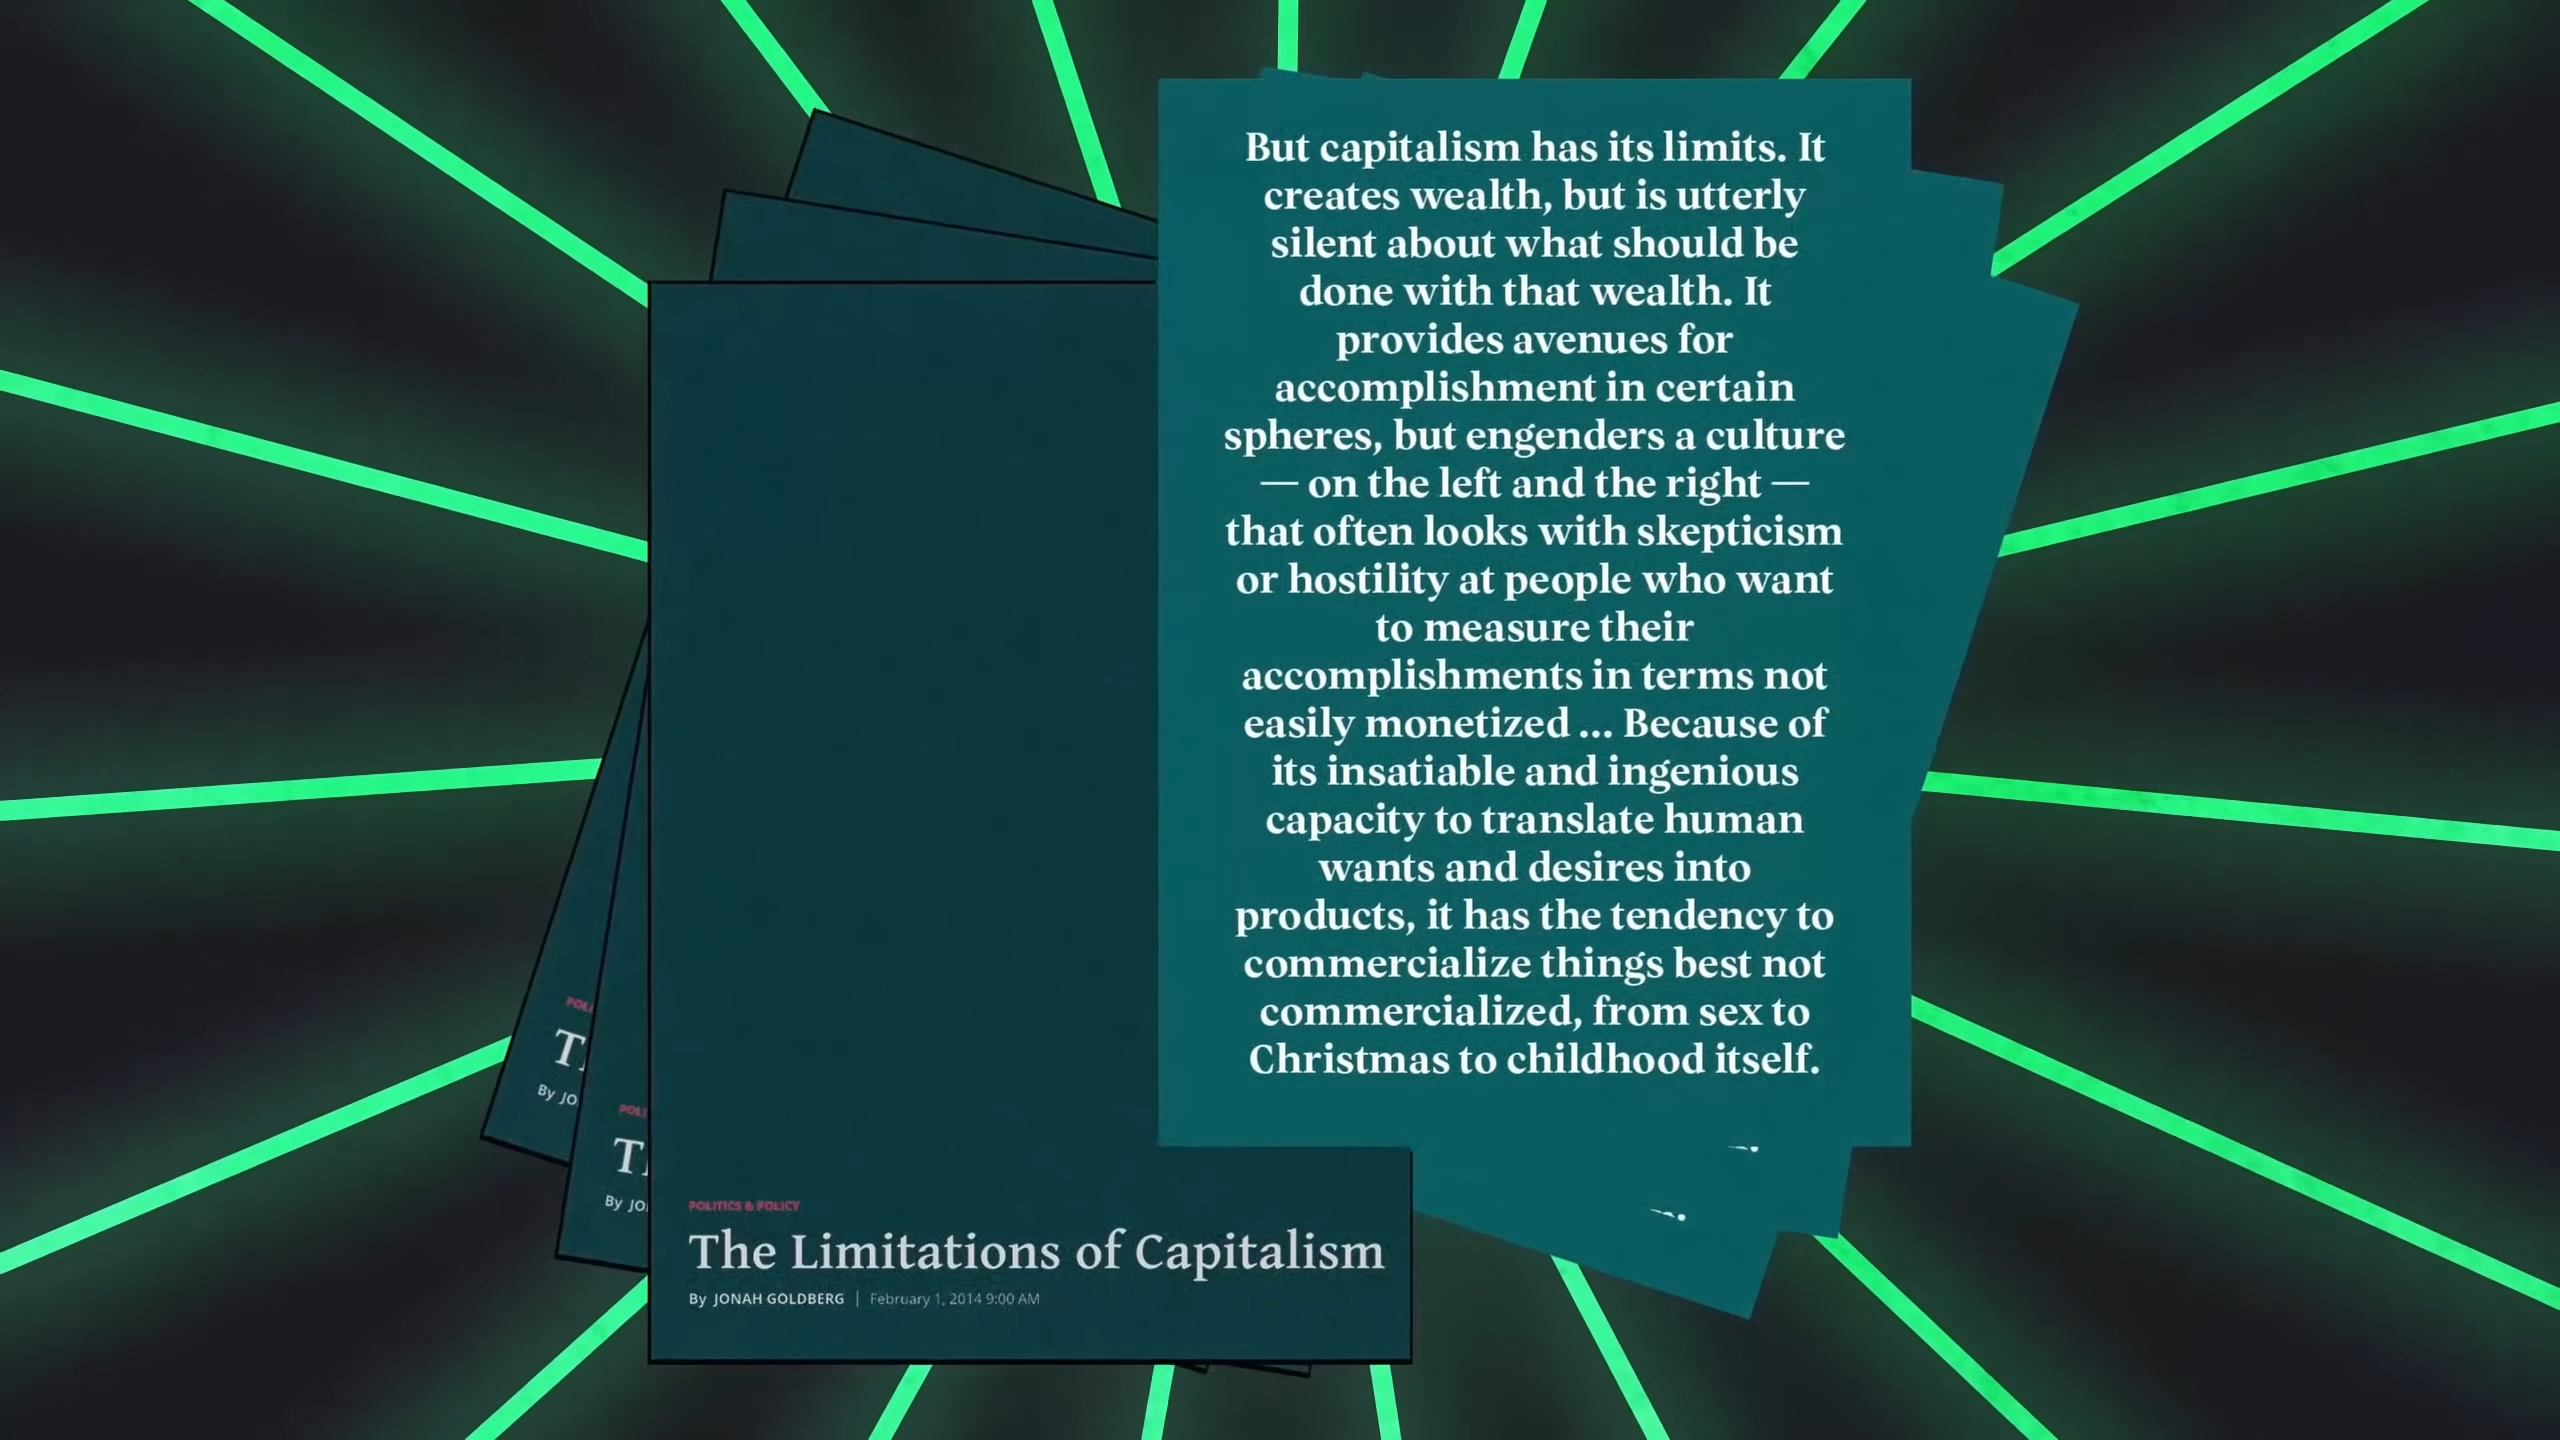 But capitalism has its limits. It
creates wealth, but is utterly
silent about what should be
done with that wealth. It
provides avenues for
accomplishment in certain
spheres, but engenders a culture
— on the left and the right —
that often looks with skepticism
or hostility at people who want
to measure their
accomplishments in terms not
easily monetized ... Because of
its insatiable and ingenious
capacity to translate human
wants and desires into
products, it has the tendency to
commercialize things best not
commercialized, from sex to
Christmas to childhood itself.
POLITICS & POLICY
The Limitations of Capitalism
By JONAH GOLDBERG | February 1, 2014 9:00 AM